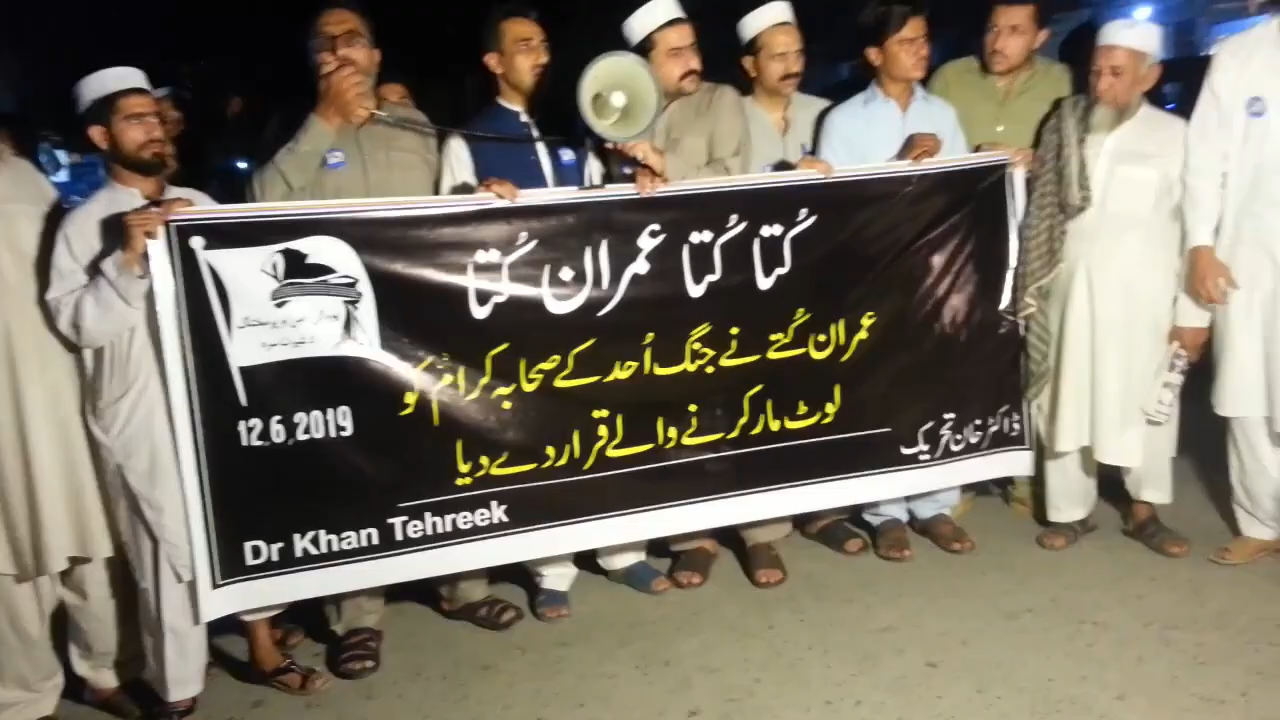 کُتا کُتا عمران کُتا
عمران کُتے نے جنگ اُحد کے صحابہ کرامؓ کو
لوٹ مار کرنے والے قرار دے دیا
ڈاکٹر خان تحریک
12.6.2019
Dr Khan Tehreek